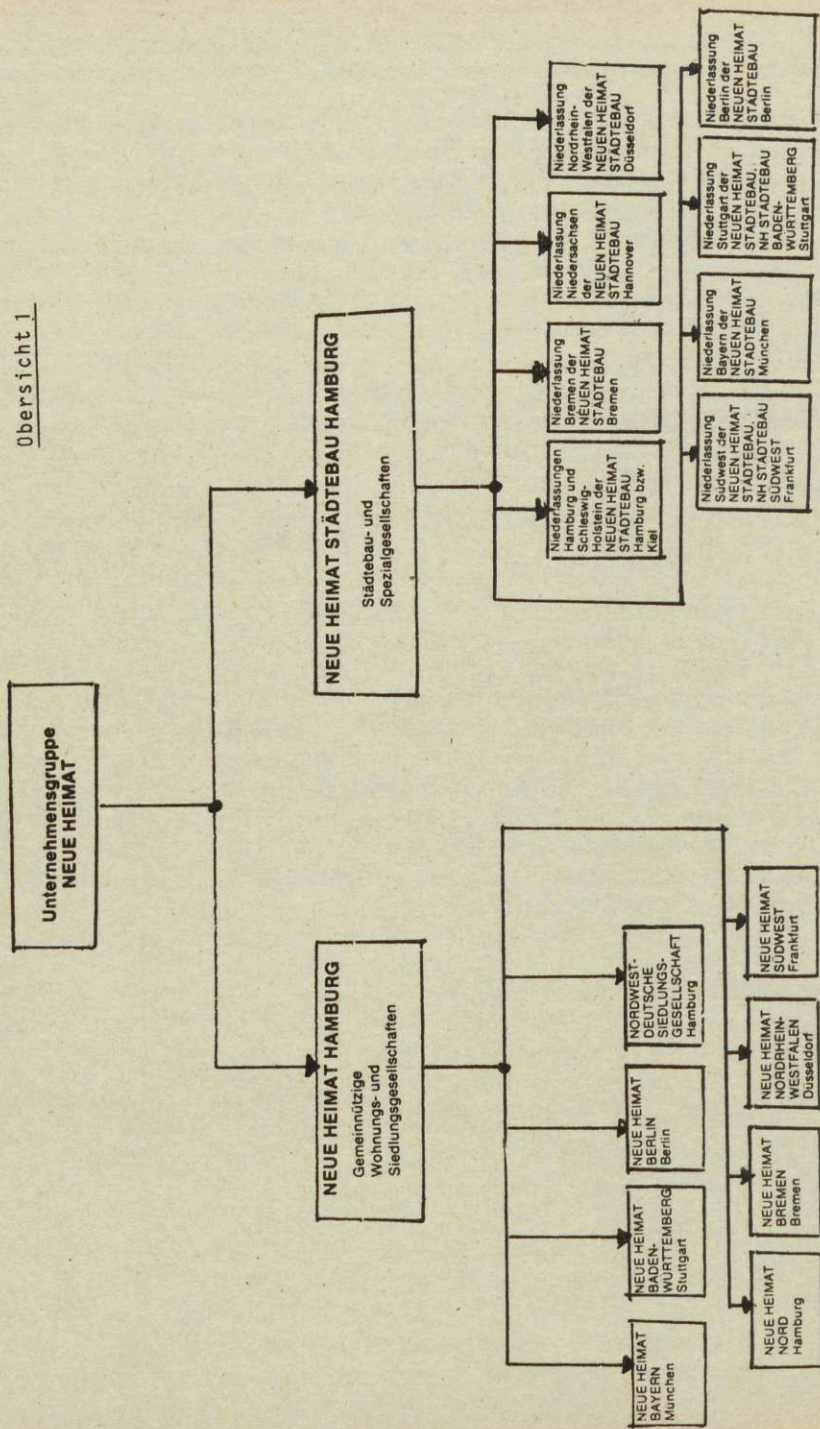 Obersicht 1
Unternehmensgruppe
NEUE HEIMAT
NEUE HEIMAT HAMBURG
Gemeinnützige
Wohnungs- und
Siedlungsgesellschaften
NEUE HEIMAT STÄDTEBAU HAMBURG
Städtebau- und
Spezialgesellschaften
NEUE HEIMAT
BAYERN
München
NEUE HEIMAT
BADEN-
WÜRTTEMBERG
Stuttgart
NEUE HEIMAT
BERLIN
Berlin
NORDWEST-
DEUTSCHE
SIEDLUNGS-
GESELLSCHAFT
Hamburg
NEUE HEIMAT
NORD
Hamburg
NEUE HEIMAT
BREMEN
Bremen
NEUE HEIMAT
NORDRHEIN-
WESTFALEN
Düsseldorf
NEUE HEIMAT
SÜDWEST
Frankfurt
Niederlassungen
Hamburg und
Schleswig-
Holstein der
NEUEN HEIMAT
STÄDTEBAU
Hamburg bzw.
Kiel
Niederlassung
Bremen der
NEUEN HEIMAT
STÄDTEBAU
Bremen
Niederlassung
Niedersachsen
der
NEUEN HEIMAT
STÄDTEBAU
Hannover
Niederlassung
Nordrhein-
Westfalen der
NEUEN HEIMAT
STÄDTEBAU
Düsseldorf
Niederlassung
Südwest der
NEUEN HEIMAT
STÄDTEBAU.
NH STÄDTEBAU
SÜDWEST
Frankfurt
Niederlassung
Bayern der
NEUEN HEIMAT
STÄDTEBAU
München
Niederlassung
Stuttgart der
NEUEN HEIMAT
STÄDTEBAU.
NH STÄDTEBAU
BADEN-
WÜRTTEMBERG
Stuttgart
Niederlassung
Berlin der
NEUEN HEIMAT
STÄDTEBAU
Berlin